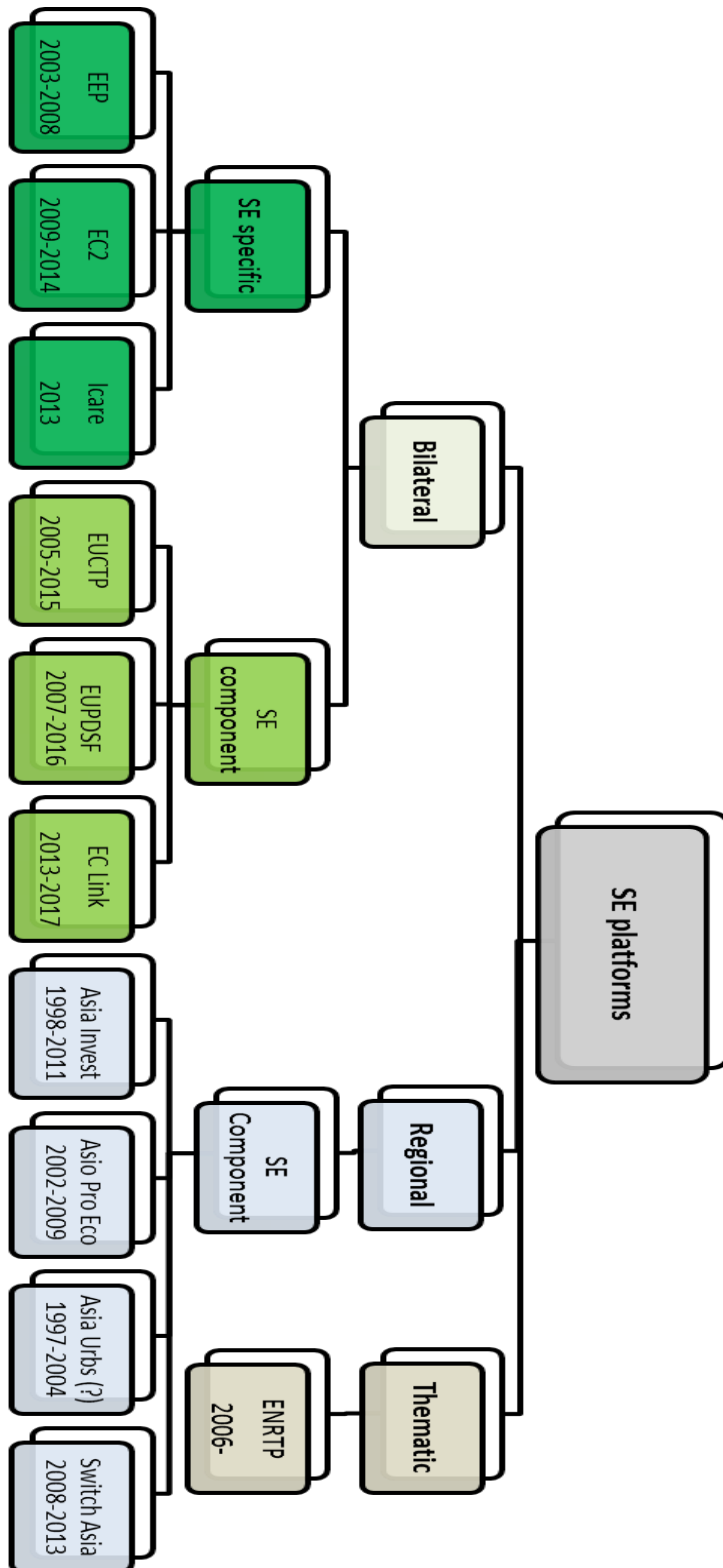 SE platforms
Bilateral
Regional
Thematic
SE specific
SE
component
SE
Component
ENRTP
2006-
EEP
2003-2008
EC2
2009-2014
Icare
2013
EUCTP
2005-2015
EUPDSF
2007-2016
EC Link
2013-2017
Asia Invest
1998-2011
Asio Pro Eco
2002-2009
Asia Urbs (?)
1997-2004
Switch Asia
2008-2013